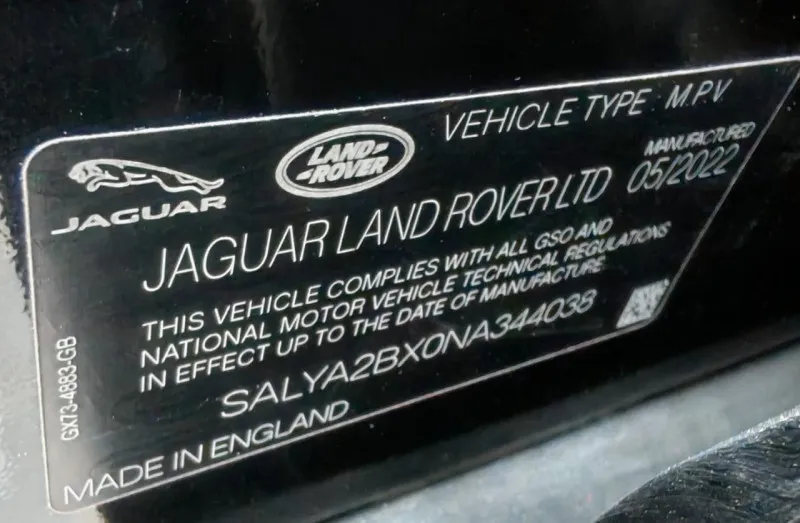 VEHICLE TYPE M.P.V
JAGUAR
LAND-
-ROVER
MANUFACTURED
JAGUAR LAND ROVER LTD 05/2022
THIS VEHICLE COMPLIES WITH ALL GSO AND
NATIONAL MOTOR VEHICLE TECHNICAL REGULATIONS
IN EFFECT UP TO THE DATE OF MANUFACTURE
SALYA2BX0NA344038
GX73-4883-GB
MADE IN ENGLAND